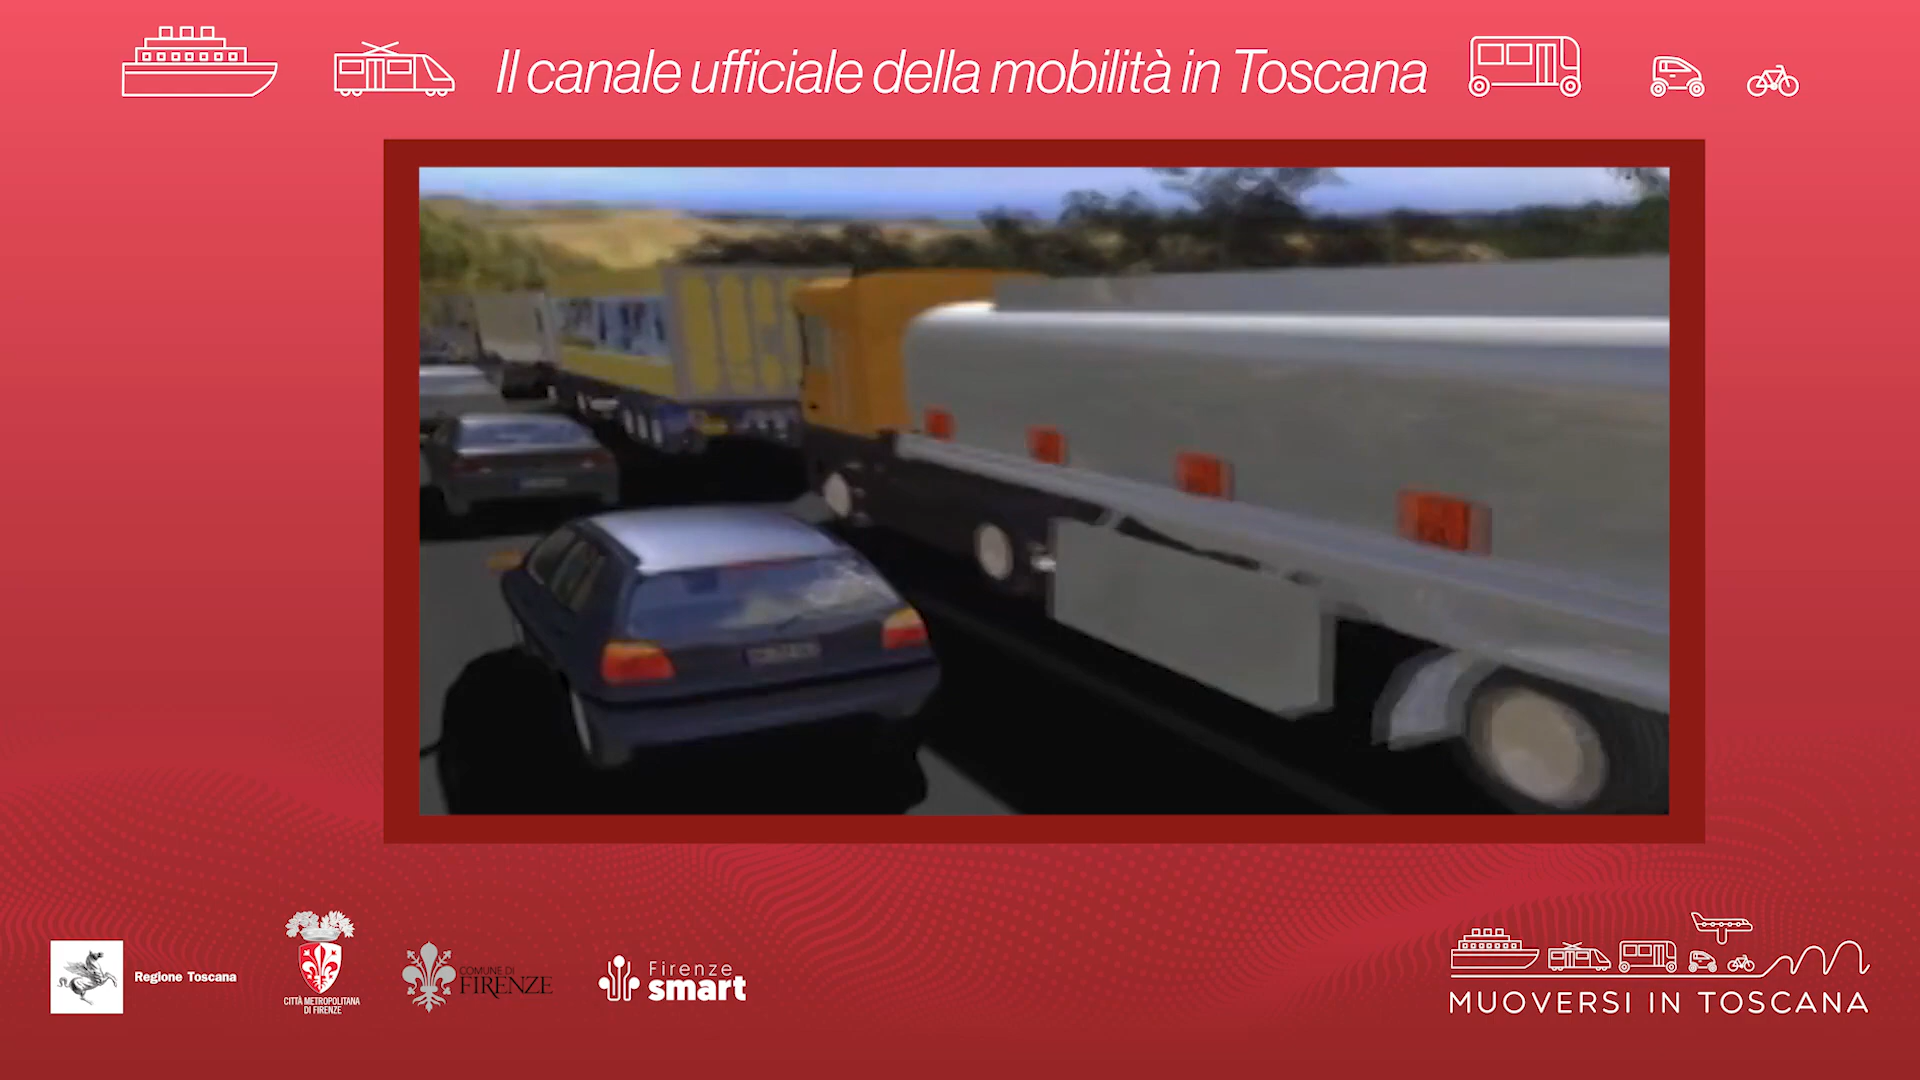 Il canale ufficiale della mobilità in Toscana
Regione Toscana
CITTÀ METROPOLITANA
DI FIRENZE
COMUNE DI
FIRENZE
Firenze
smart
MUOVERSI IN TOSCANA